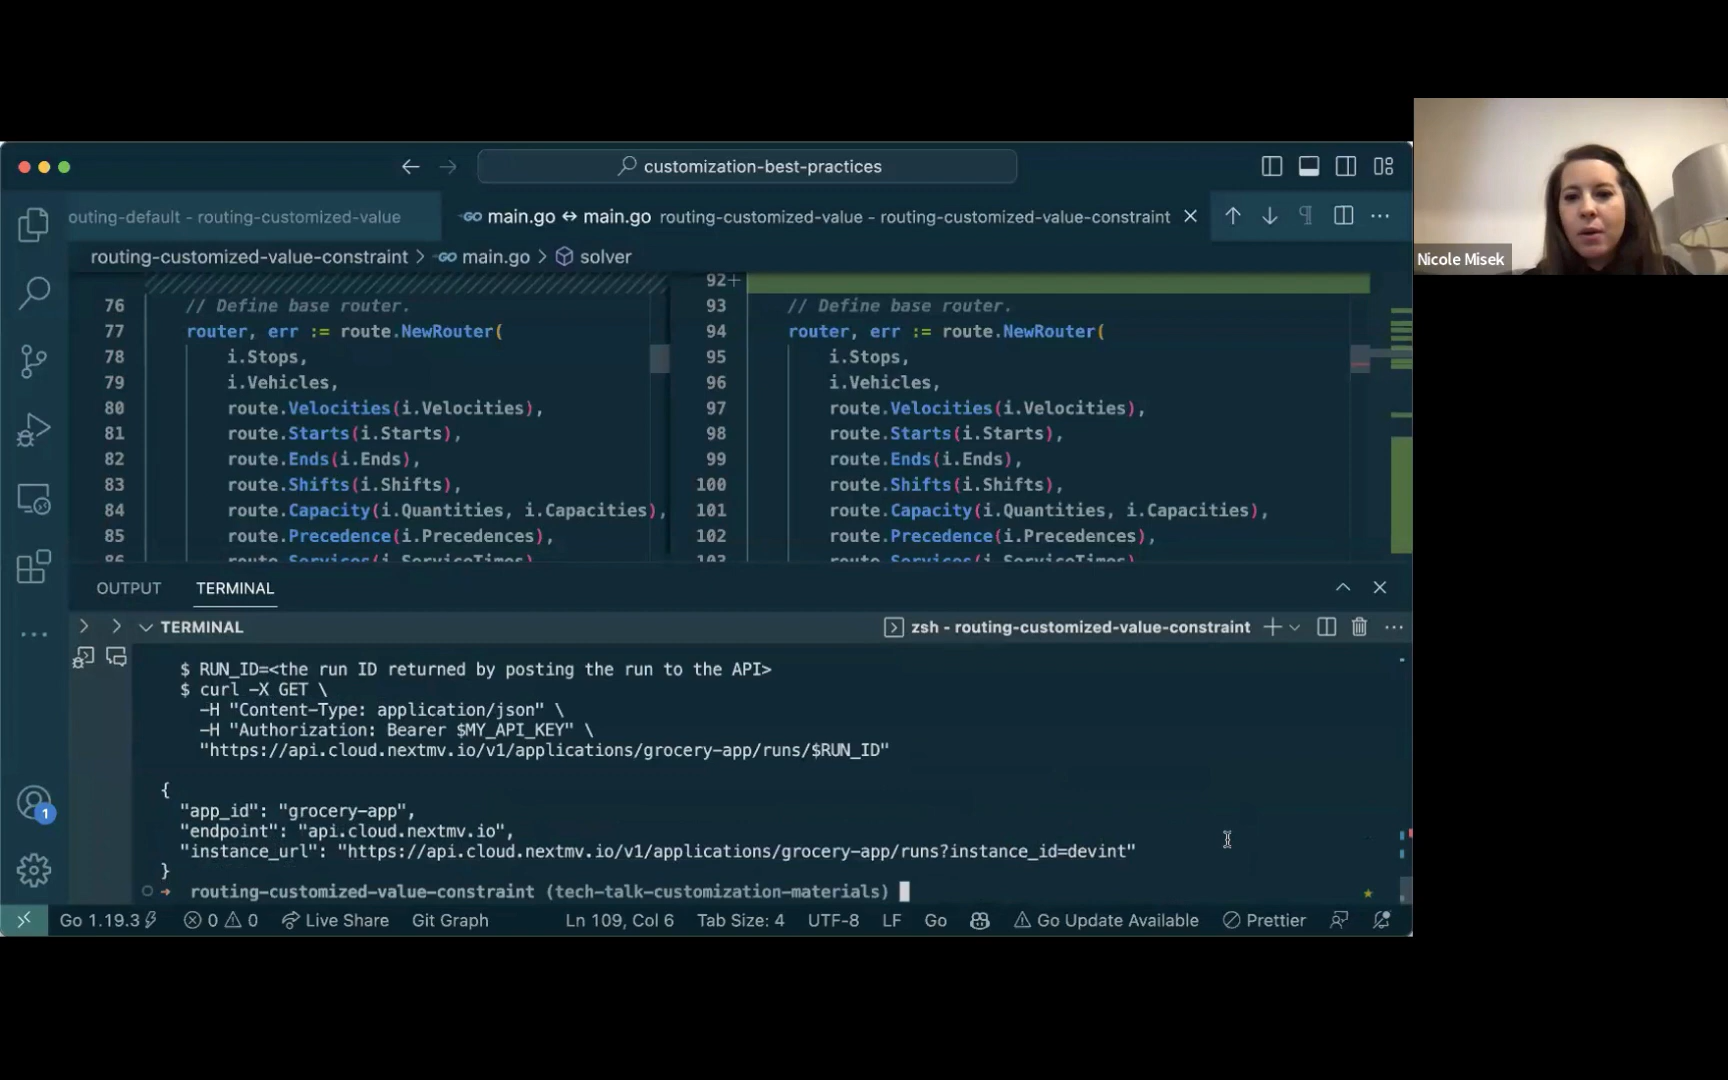 customization-best-practices
outing-default - routing-customized-value
main.go ↔ main.go routing-customized-value - routing-customized-value-constraint
routing-customized-value-constraint > main.go > solver
92+
76 // Define base router.
77 router, err := route.NewRouter(
78 i.Stops,
79 i.Vehicles,
80 route.Velocities(i.Velocities),
81 route.Starts(i.Starts),
82 route.Ends(i.Ends),
83 route.Shifts(i.Shifts),
84 route.Capacity(i.Quantities, i.Capacities),
85 route.Precedence(i.Precedences),
86 route.Services(i.ServiceTimes)
93 // Define base router.
94 router, err := route.NewRouter(
95 i.Stops,
96 i.Vehicles,
97 route.Velocities(i.Velocities),
98 route.Starts(i.Starts),
99 route.Ends(i.Ends),
100 route.Shifts(i.Shifts),
101 route.Capacity(i.Quantities, i.Capacities),
102 route.Precedence(i.Precedences),
103 route.Services(i.ServiceTimes)
OUTPUT TERMINAL
TERMINAL
zsh - routing-customized-value-constraint
$ RUN_ID=<the run ID returned by posting the run to the API>
$ curl -X GET \
-H "Content-Type: application/json" \
-H "Authorization: Bearer $MY_API_KEY" \
"https://api.cloud.nextmv.io/v1/applications/grocery-app/runs/$RUN_ID"
{
"app_id": "grocery-app",
"endpoint": "api.cloud.nextmv.io",
"instance_url": "https://api.cloud.nextmv.io/v1/applications/grocery-app/runs?instance_id=devint"
}
routing-customized-value-constraint (tech-talk-customization-materials)
1
Go 1.19.3 0 0 Live Share Git Graph Ln 109, Col 6 Tab Size: 4 UTF-8 LF Go Go Update Available Prettier
Nicole Misek